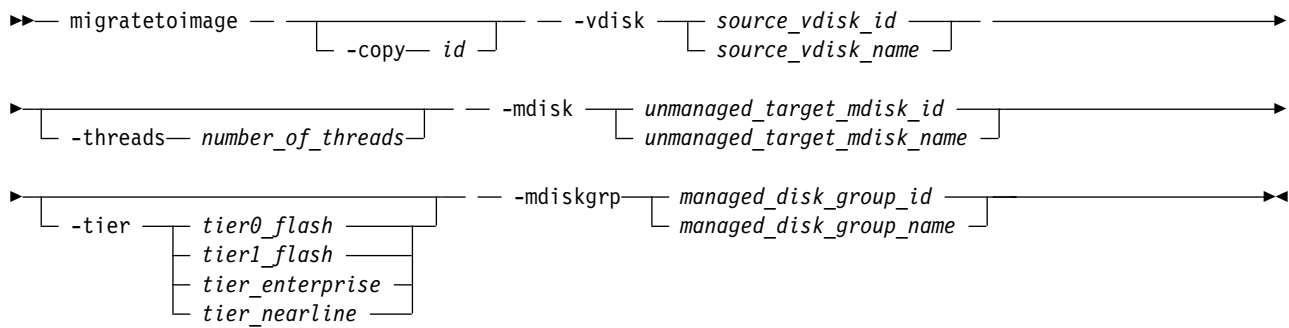 migratetoimage -copy id -vdisk source_vdisk_id
source_vdisk_name
-threads number_of_threads -mdisk unmanaged_target_mdisk_id
unmanaged_target_mdisk_name
-tier tier0_flash -mdiskgrp managed_disk_group_id
tier1_flash managed_disk_group_name
tier_enterprise
tier_nearline